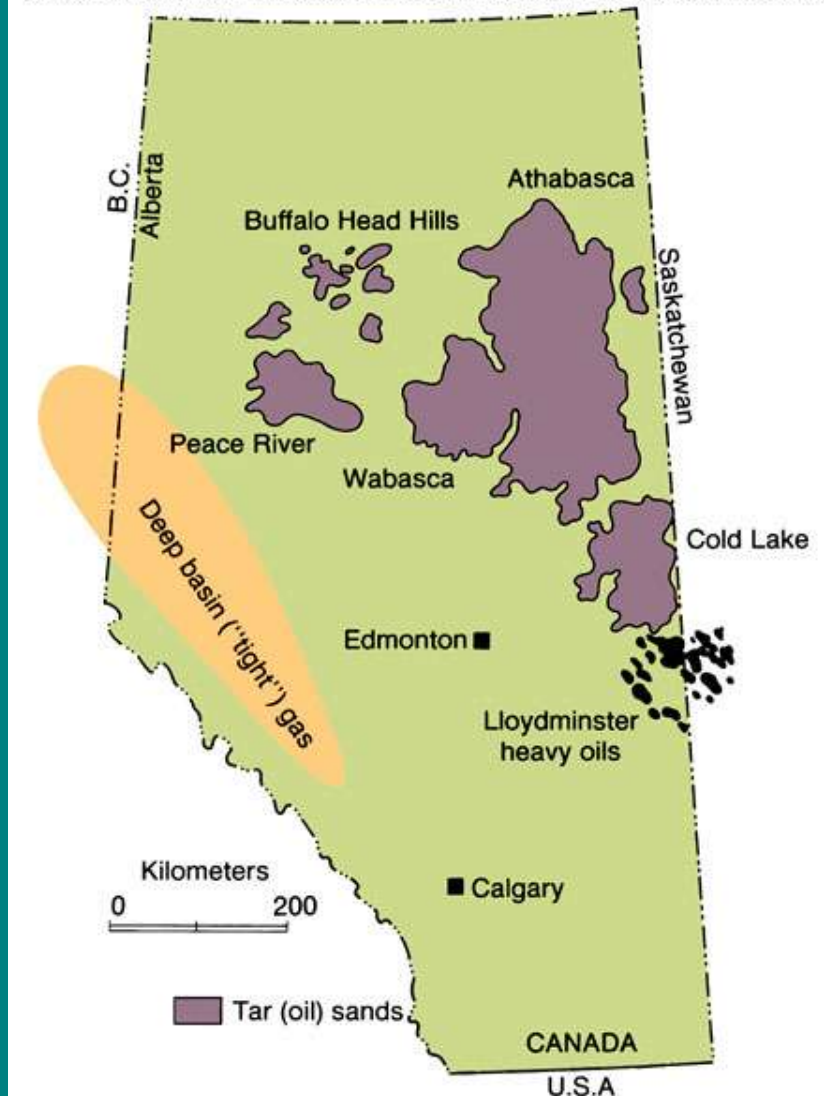 B.C.
Alberta
Athabasca
Buffalo Head Hills
Saskatchewan
Peace River
Wabasca
Cold Lake
Deep basin ("tight") gas
Edmonton
Lloydminster
heavy oils
Kilometers
0 200
Calgary
Tar (oil) sands
CANADA
U.S.A